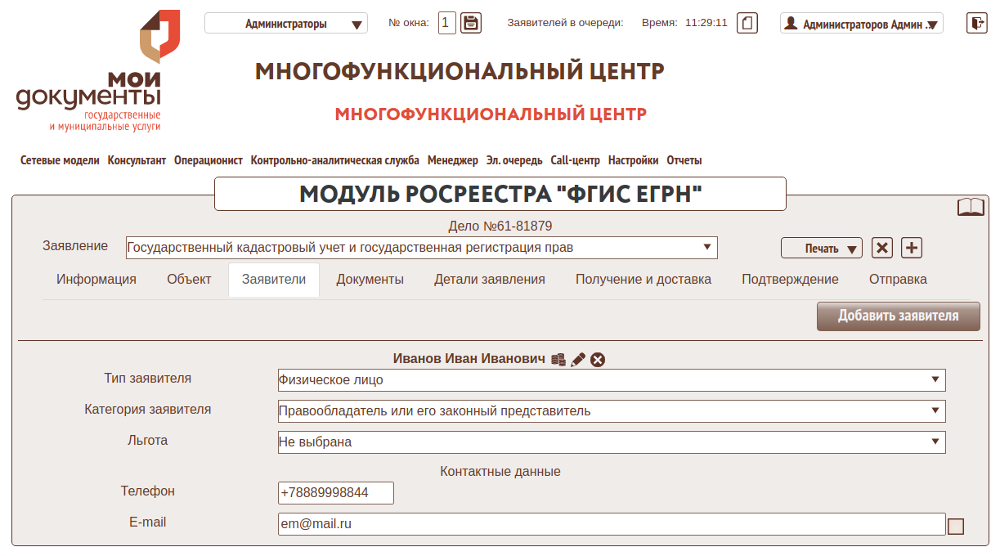 Администраторы
№ окна: 1
Заявителей в очереди:
Время: 11:29:11
Администраторов Админ ..
мои
документы
государственные
и муниципальные услуги
МНОГОФУНКЦИОНАЛЬНЫЙ ЦЕНТР
МНОГОФУНКЦИОНАЛЬНЫЙ ЦЕНТР
Сетевые модели Консультант Операционист Контрольно-аналитическая служба Менеджер Эл. очередь Call-центр Настройки Отчеты
МОДУЛЬ РОСРЕЕСТРА "ФГИС ЕГРН"
Дело №61-81879
Заявление Государственный кадастровый учет и государственная регистрация прав Печать
Информация Объект Заявители Документы Детали заявления Получение и доставка Подтверждение Отправка
Добавить заявителя
Иванов Иван Иванович
Тип заявителя Физическое лицо
Категория заявителя Правообладатель или его законный представитель
Льгота Не выбрана
Контактные данные
Телефон +78889998844
E-mail em@mail.ru